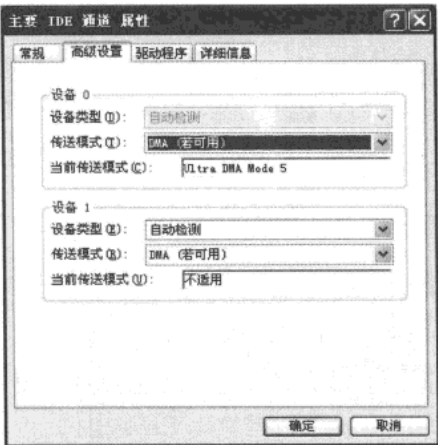 主要 IDE 通道 属性
常规 高级设置 驱动程序 详细信息
设备 0
设备类型(D): 自动检测
传送模式(T): DMA (若可用)
当前传送模式(C): Ultra DMA Mode 5
设备 1
设备类型(E): 自动检测
传送模式(R): DMA (若可用)
当前传送模式(U): 不适用
确定 取消